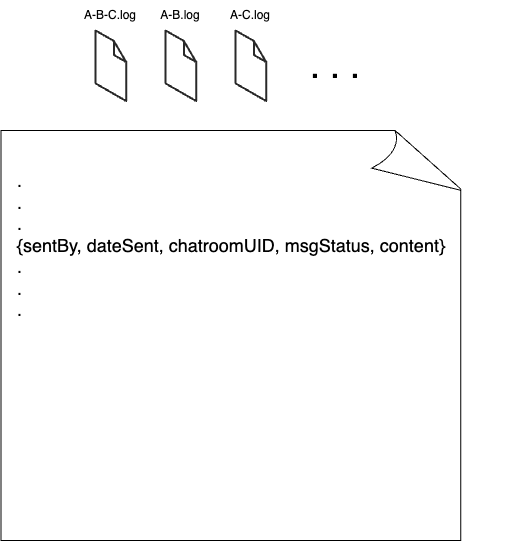 A-B-C.log A-B.log A-C.log
. . .
.
.
.
{sentBy, dateSent, chatroomUID, msgStatus, content}
.
.
.